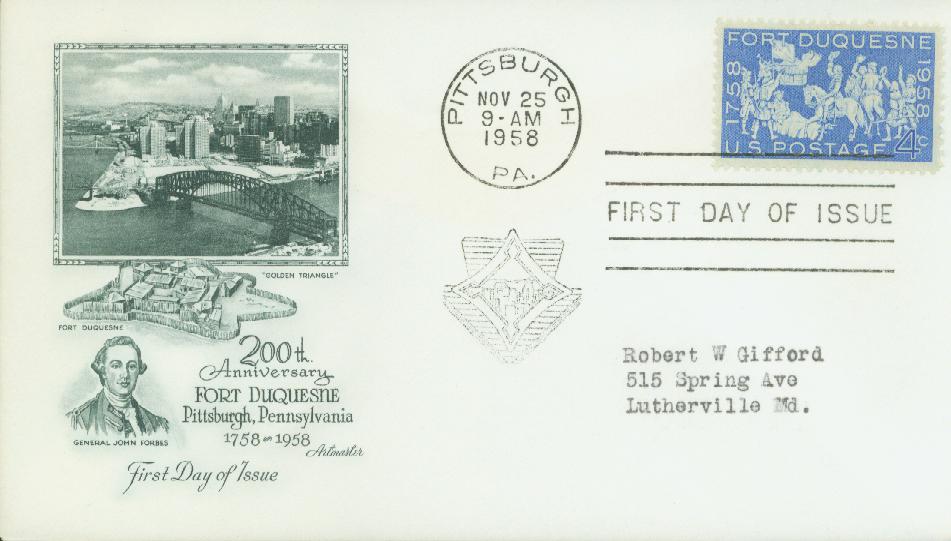 "GOLDEN TRIANGLE"
FORT DUQUESNE
200th
Anniversary
FORT DUQUESNE
Pittsburgh, Pennsylvania
1758 1958
Artmaster
GENERAL JOHN FORBES
First Day of Issue
PITTSBURGH
NOV 25
9-AM
1958
PA.
FORT DUQUESNE
1758
1958
U.S. POSTAGE 4c
FIRST DAY OF ISSUE
Robert W Gifford
515 Spring Ave
Lutherville Md.